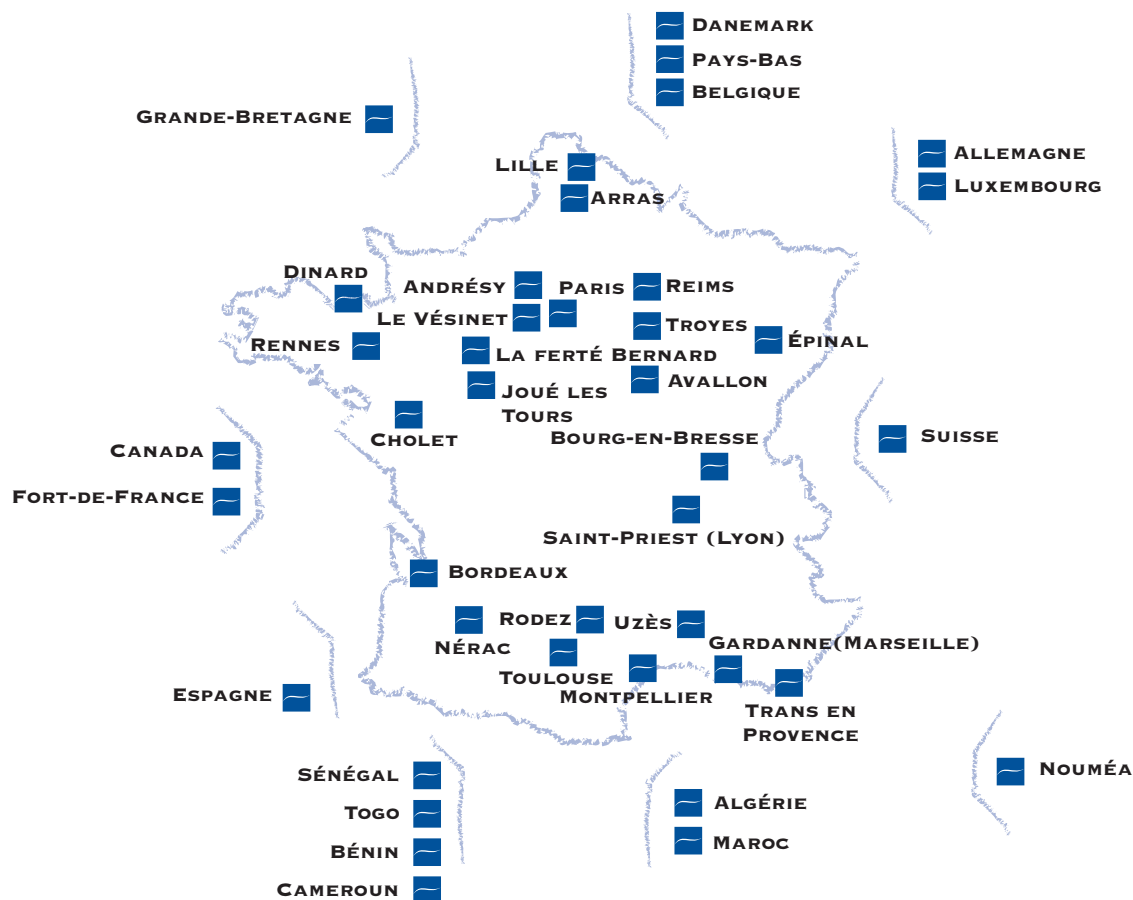 DANEMARK
PAYS-BAS
BELGIQUE
GRANDE-BRETAGNE
ALLEMAGNE
LUXEMBOURG
LILLE
ARRAS
DINARD
ANDRÉSY
PARIS
REIMS
LE VÉSINET
TROYES
RENNES
ÉPINAL
LA FERTÉ BERNARD
AVALLON
JOUÉ LES
TOURS
CHOLET
BOURG-EN-BRESSE
SUISSE
CANADA
FORT-DE-FRANCE
SAINT-PRIEST (LYON)
BORDEAUX
RODEZ
UZÈS
NÉRAC
GARDANNE(MARSEILLE)
TOULOUSE
MONTPELLIER
ESPAGNE
TRANS EN
PROVENCE
NOUMÉA
SÉNÉGAL
TOGO
BÉNIN
CAMEROUN
ALGÉRIE
MAROC